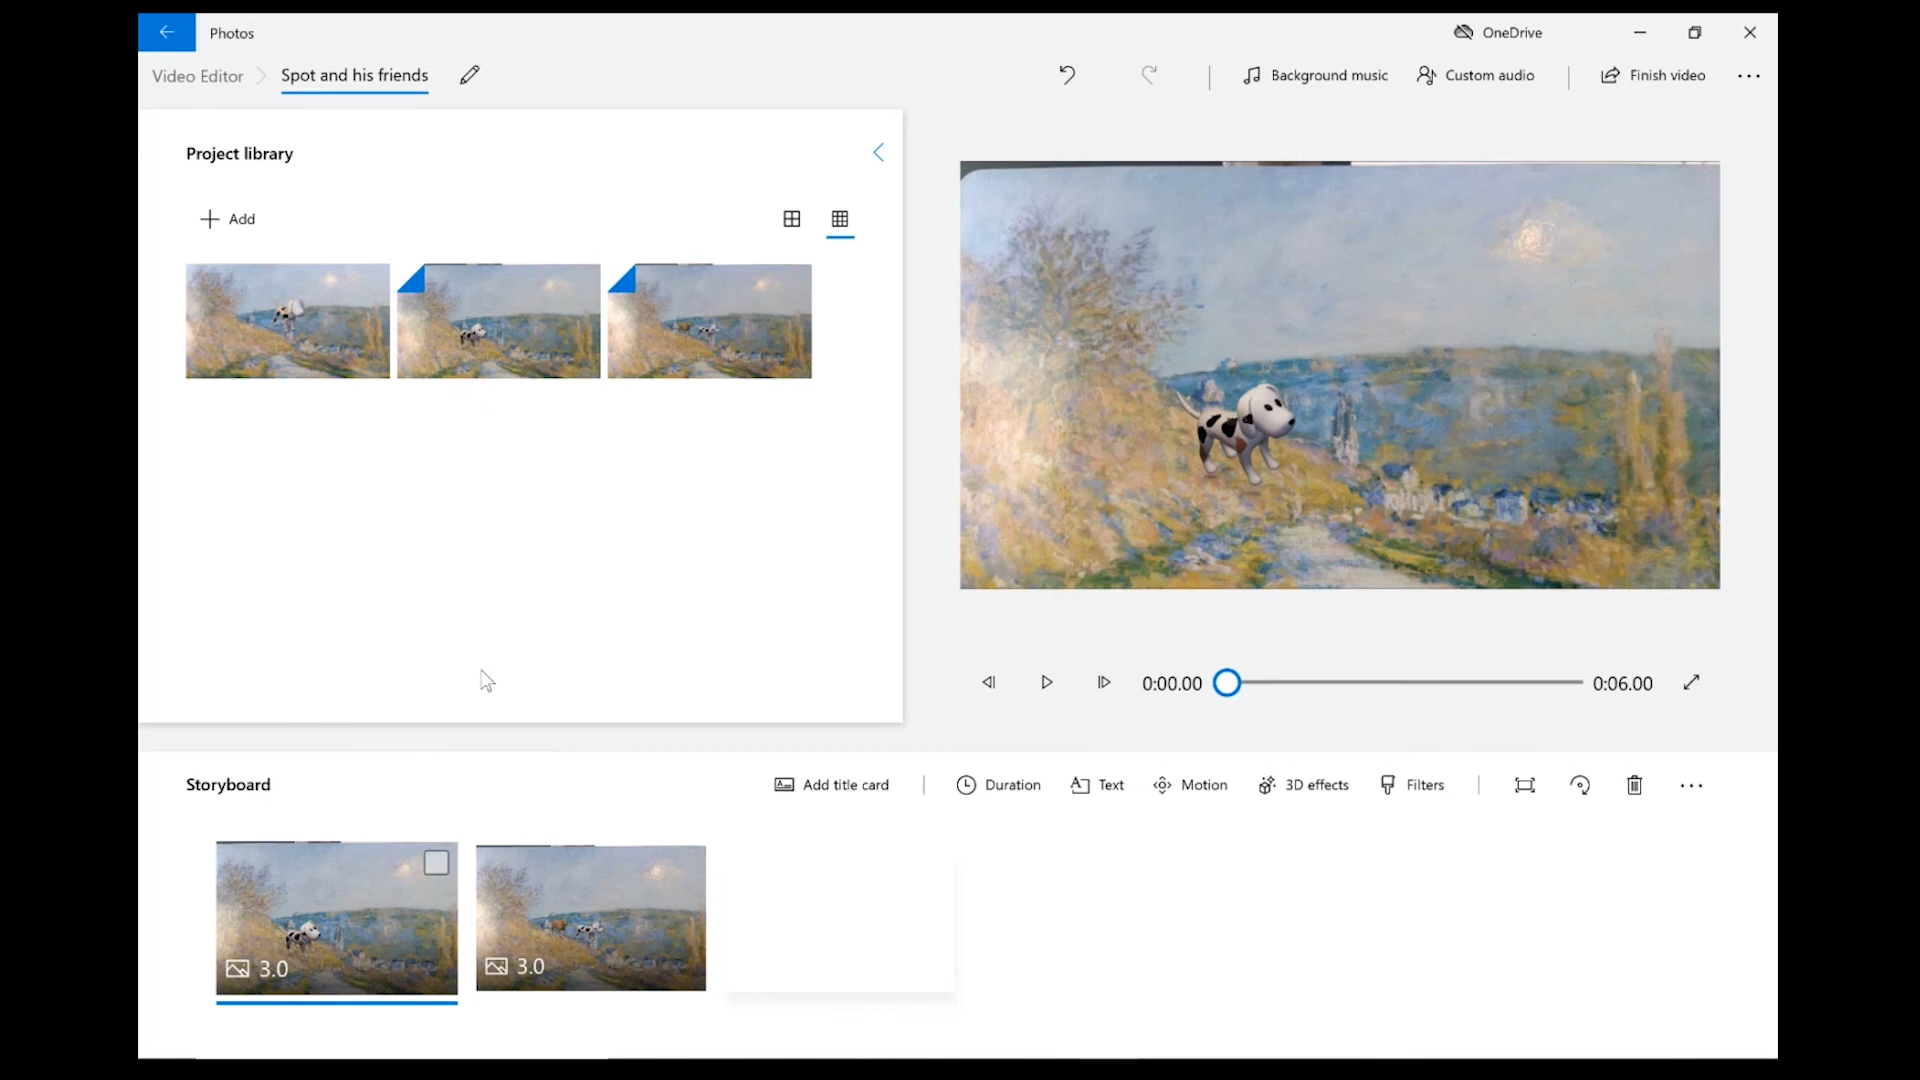 Photos
OneDrive
Video Editor
Spot and his friends
Background music
Custom audio
Finish video
Project library
Add
0:00.00
0:06.00
Storyboard
Add title card
Duration
Text
Motion
3D effects
Filters
3.0
3.0